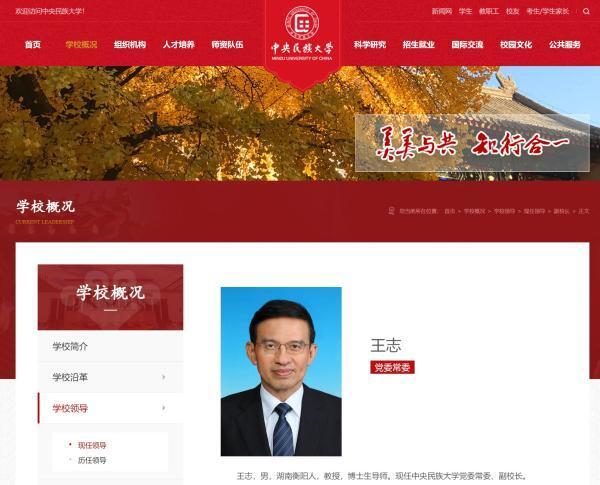 欢迎访问中央民族大学！
新闻网 学生 教职工 校友 考生/学生家长
首页 学校概况 组织机构 人才培养 师资队伍
中央民族大学
MINZU UNIVERSITY OF CHINA
科学研究 招生就业 国际交流 校园文化 公共服务
美美与共 知行合一
学校概况
CURRENT LEADERSHIP
您当前所在位置： 首页 > 学校概况 > 学校领导 > 现任领导 > 副校长 > 正文
学校概况
学校简介
学校沿革
学校领导
现任领导
历任领导
王志
党委常委
王志，男，湖南衡阳人，教授，博士生导师。现任中央民族大学党委常委、副校长。